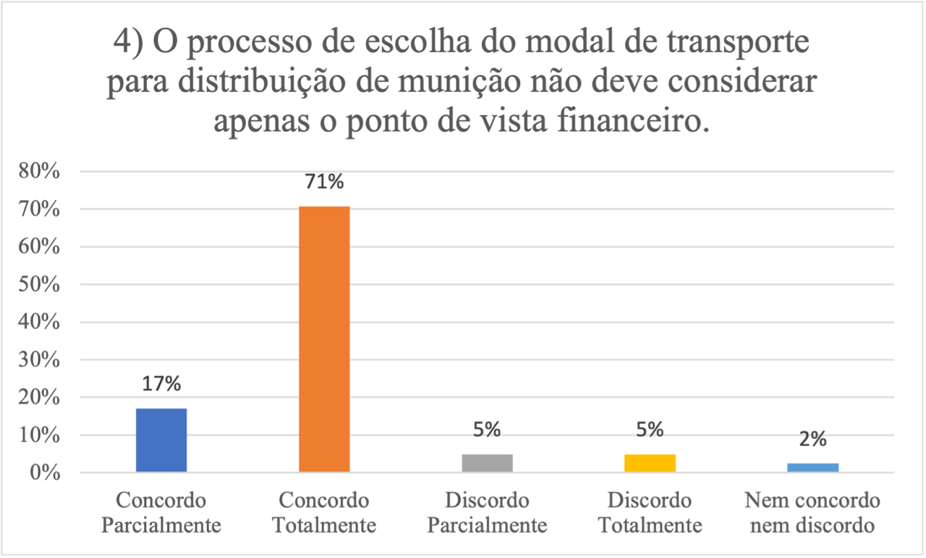 4) O processo de escolha do modal de transporte
para distribuição de munição não deve considerar
apenas o ponto de vista financeiro.
80%
70%
60%
50%
40%
30%
20%
10%
0%
17%
71%
5%
5%
2%
Concordo
Parcialmente
Concordo
Totalmente
Discordo
Parcialmente
Discordo
Totalmente
Nem concordo
nem discordo